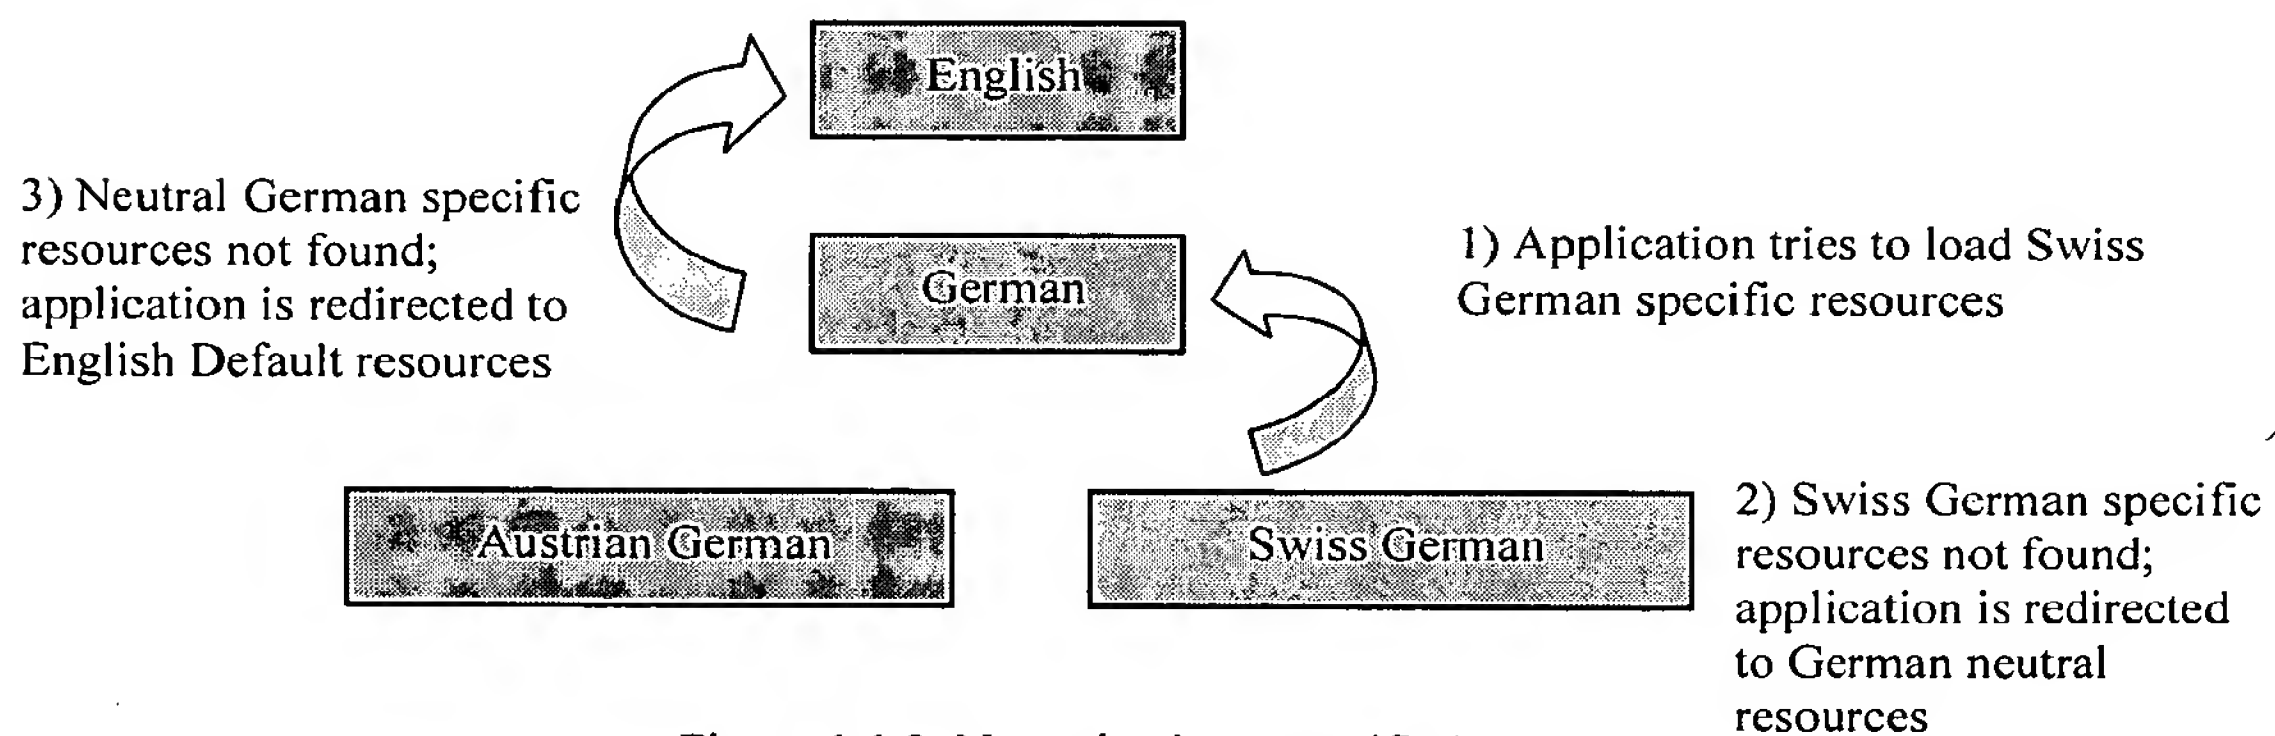 English
3) Neutral German specific
resources not found;
application is redirected to
English Default resources
German
1) Application tries to load Swiss
German specific resources
Austrian German
Swiss German
2) Swiss German specific
resources not found;
application is redirected
to German neutral
resources